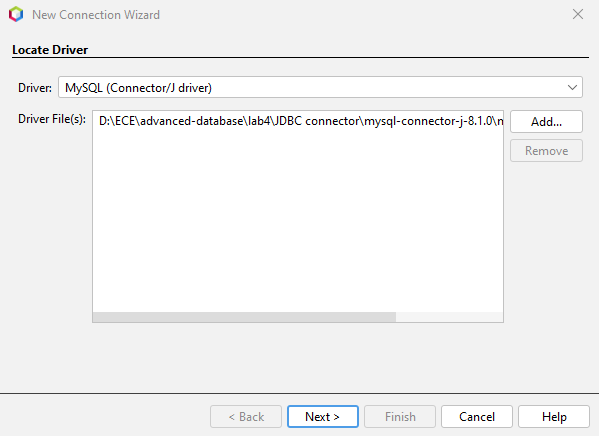 New Connection Wizard
Locate Driver
Driver: MySQL (Connector/J driver)
Driver File(s): D:\ECE\advanced-database\lab4\JDBC connector\mysql-connector-j-8.1.0\ Add...
Remove
< Back Next > Finish Cancel Help